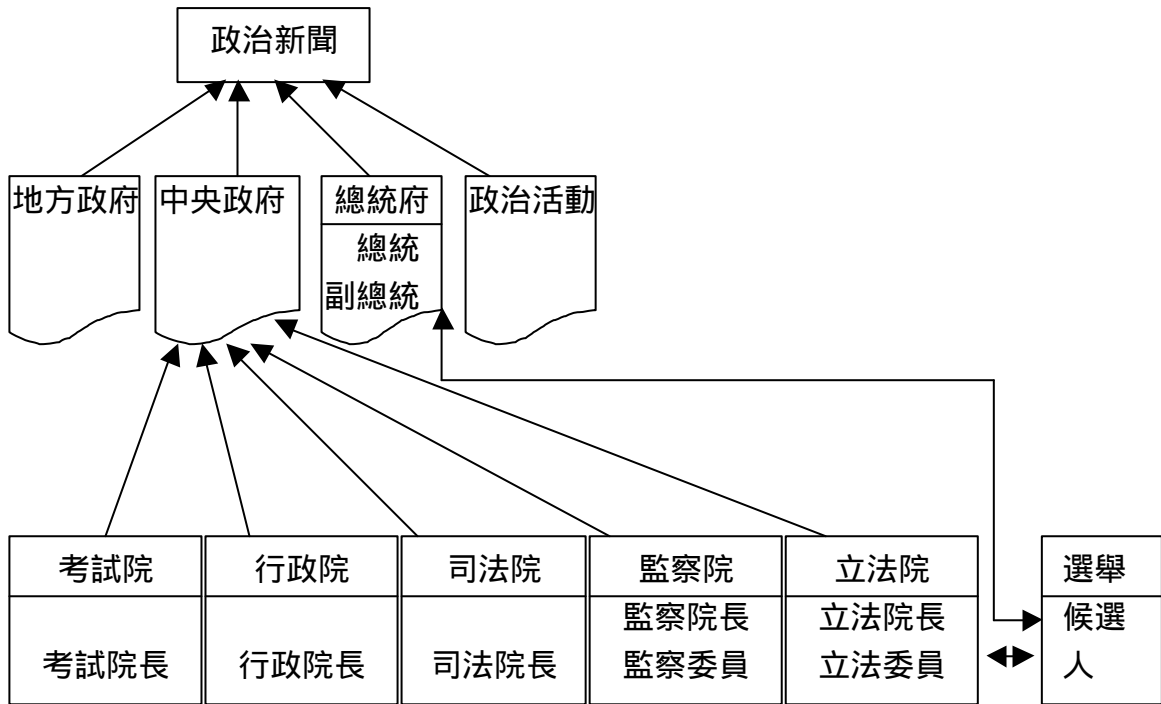 政治新聞
地方政府
中央政府
總統府
總統
副總統
政治活動
考試院
考試院長
行政院
行政院長
司法院
司法院長
監察院
監察院長
監察委員
立法院
立法院長
立法委員
選舉
候選
人